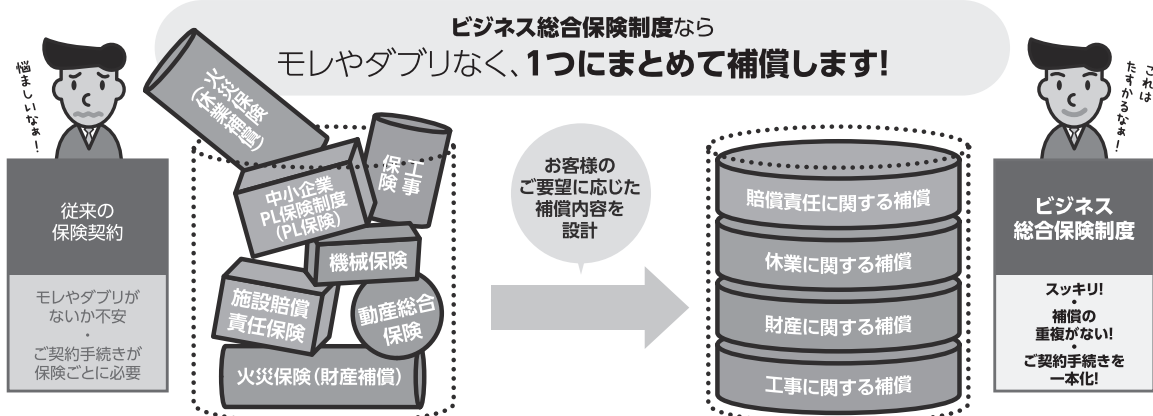 ビジネス総合保険制度なら
モレやダブリなく、1つにまとめて補償します!
悩ましいなぁ!
従来の
保険契約
モレやダブリが
ないか不安
・
ご契約手続きが
保険ごとに必要
火災保険
(休業補償)
工事
保険
中小企業
PL保険制度
(PL保険)
機械保険
施設賠償
責任保険
動産総合
保険
火災保険(財産補償)
お客様の
ご要望に応じた
補償内容を
設計
賠償責任に関する補償
休業に関する補償
財産に関する補償
工事に関する補償
これは
たすかるなぁ!
ビジネス
総合保険制度
スッキリ!
・
補償の
重複がない!
・
ご契約手続きを
一本化!